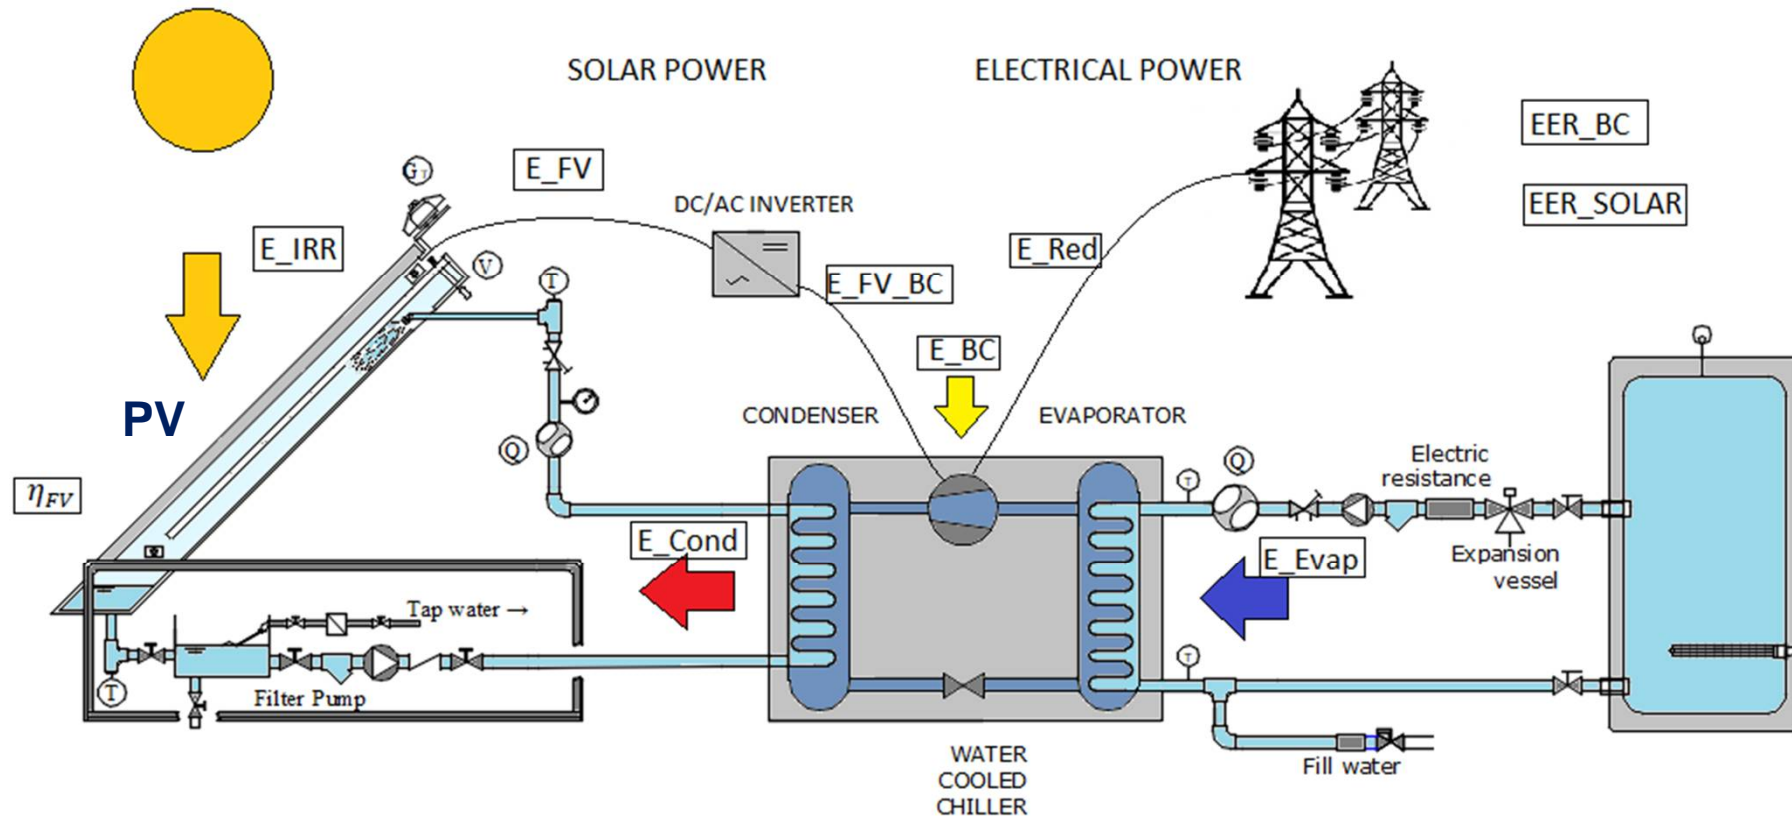 SOLAR POWER
ELECTRICAL POWER
EER_BC
E_FV
G T
DC/AC INVERTER
EER_SOLAR
E_IRR
E_Red
V
T
E_FV_BC
E_BC
PV
CONDENSER
EVAPORATOR
Q
Q
Electric
resistance
T
η_FV
E_Cond
E_Evap
Expansion
vessel
Tap water →
T
T
Filter Pump
WATER
COOLED
CHILLER
Fill water